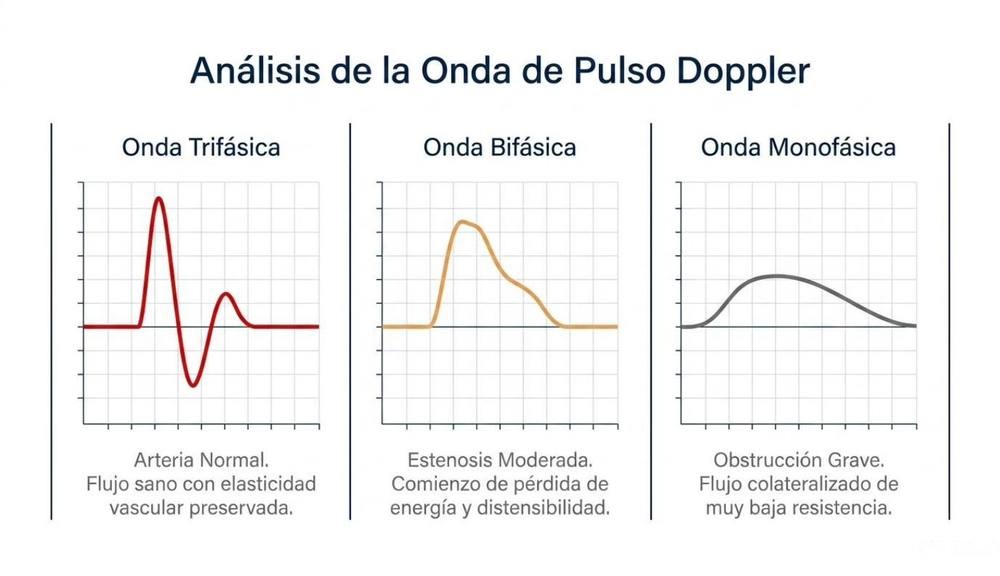 Análisis de la Onda de Pulso Doppler
Onda Trifásica
Arteria Normal.
Flujo sano con elasticidad
vascular preservada.
Onda Bifásica
Estenosis Moderada.
Comienzo de pérdida de
energía y distensibilidad.
Onda Monofásica
Obstrucción Grave.
Flujo colateralizado de
muy baja resistencia.